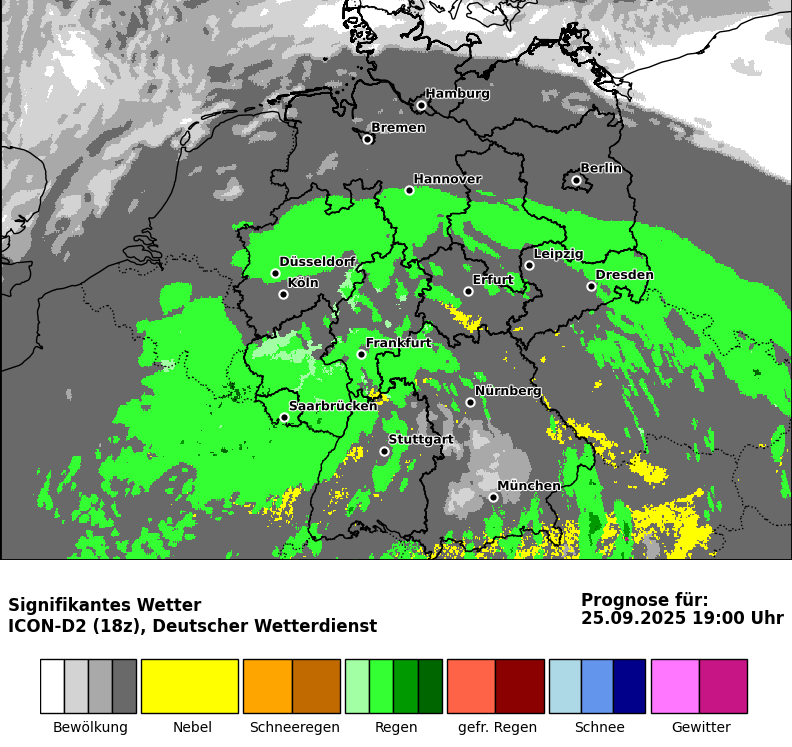 Hamburg
Bremen
Berlin
Hannover
Düsseldorf
Leipzig
Köln
Erfurt
Dresden
Frankfurt
Nürnberg
Saarbrücken
Stuttgart
München
Signifikantes Wetter
ICON-D2 (18z), Deutscher Wetterdienst
Prognose für:
25.09.2025 19:00 Uhr
Bewölkung Nebel Schneeregen Regen gefr. Regen Schnee Gewitter